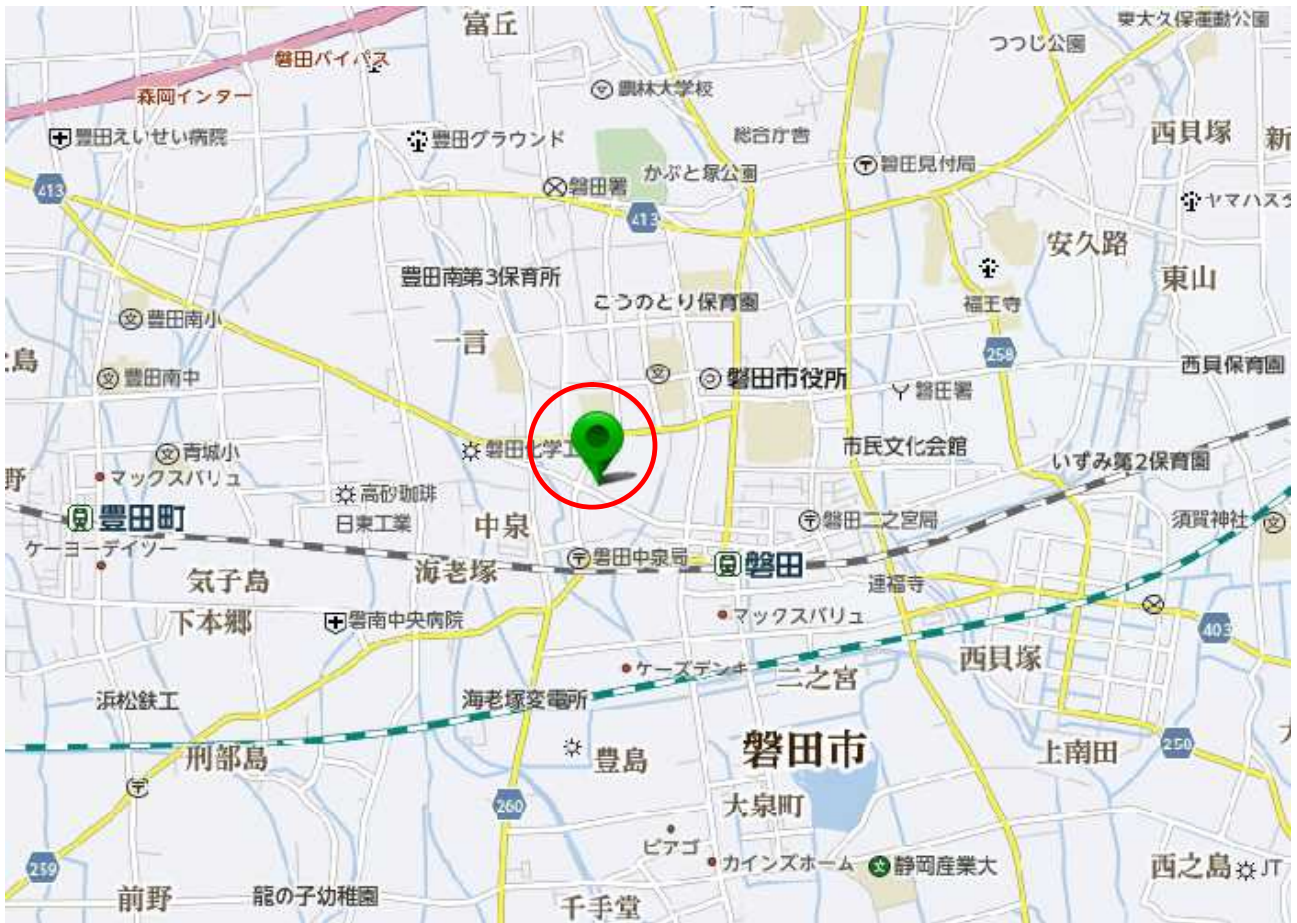 富丘
東大久保運動公園
つつじ公園
磐田バイパス
森岡インター
鵬林大学校
豊田えいせい病院
豊田グラウンド
総合庁舎
西貝塚
新
かぶと塚公園
磐田見付局
磐田署
413
413
ヤマハスタ
安久路
豊田南第3保育所
東山
こうのとり保育園
福王寺
豊田南小
一言
258
島
西貝保育園
豊田南中
磐田市役所
磐田署
磐田化学工
市民文化会館
青城小
いずみ第2保育園
野
マックスバリュ
高砂珈琲
豊田町
日東工業
中泉
磐田二之宮局
須賀神社
ケーヨーデイツー
磐田中泉局
磐田
海老塚
気子島
連福寺
下本郷
磐南中央病院
マックスバリュ
403
西貝塚
ケーズデンキ
二之宮
浜松鉄工
海老塚変電所
磐田市
250
刑部島
豊島
上南田
大泉町
260
ピアゴ
カインズホーム
静岡産業大
西之島
JT
259
前野
龍の子幼稚園
千手堂